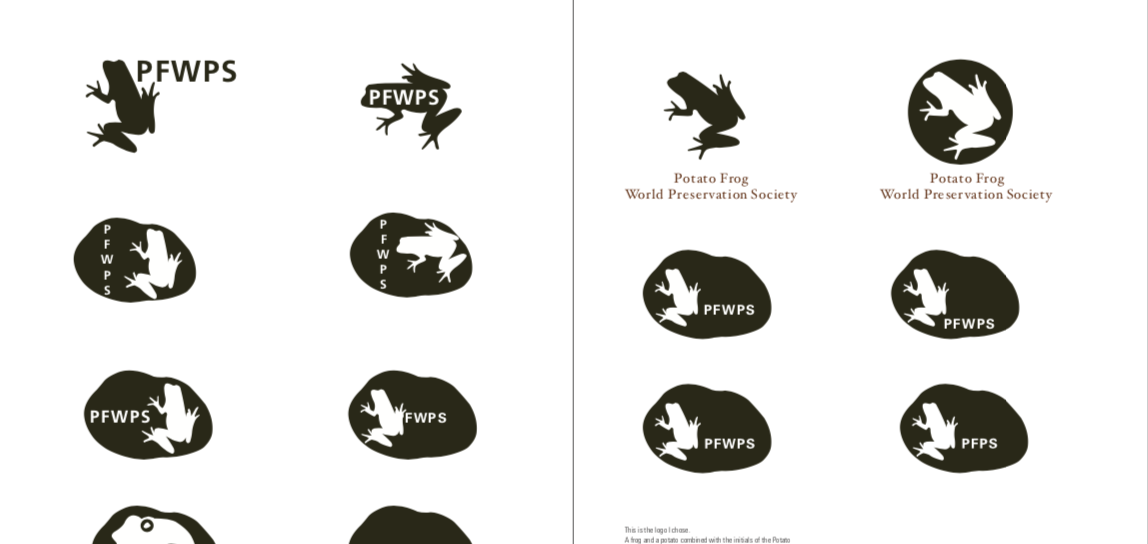 PFWPS
PFWPS
P
F
W
P
S
P
F
W
P
S
PFWPS
FWPS
Potato Frog
World Preservation Society
Potato Frog
World Preservation Society
PFWPS
PFWPS
PFWPS
PFPS
This is the logo I chose.
A frog and a potato combined with the initials of the Potato